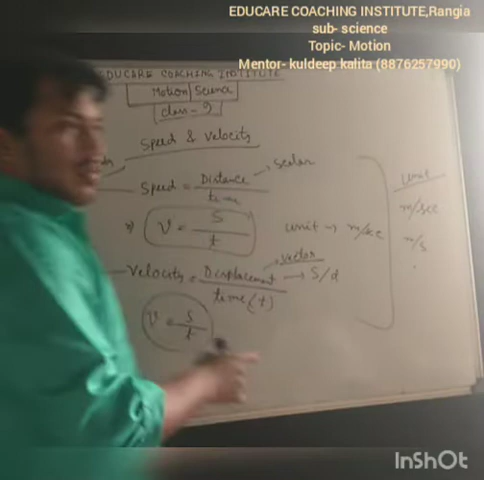 EDUCARE COACHING INSTITUTE,Rangia
sub- science
Topic- Motion
Mentor- kuldeep kalita (8876257990)
EDUCARE COACHING INSTITUTE
Motion Science
class-9
Speed & Velocity
Speed = Distance/time → Scalar
⇒ V = S/t
unit → m/sec
Unit
m/sec
m/s
Velocity = Displacement/time(t) → S/d
vector
V = S/t
InShOt